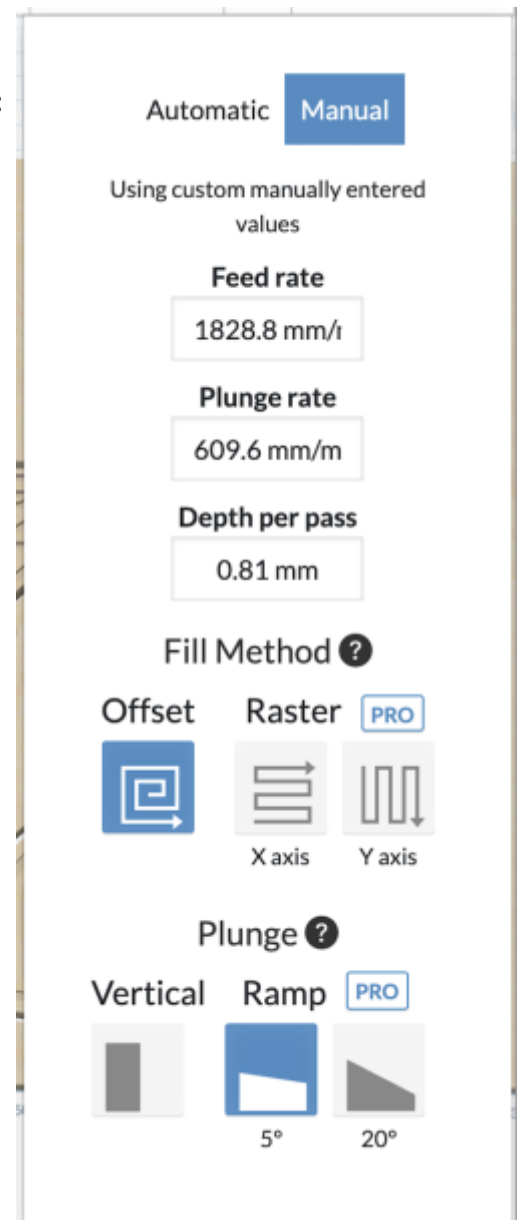 Automatic Manual
Using custom manually entered
values
Feed rate
1828.8 mm/r
Plunge rate
609.6 mm/m
Depth per pass
0.81 mm
Fill Method ?
Offset Raster PRO
X axis Y axis
Plunge ?
Vertical Ramp PRO
5° 20°